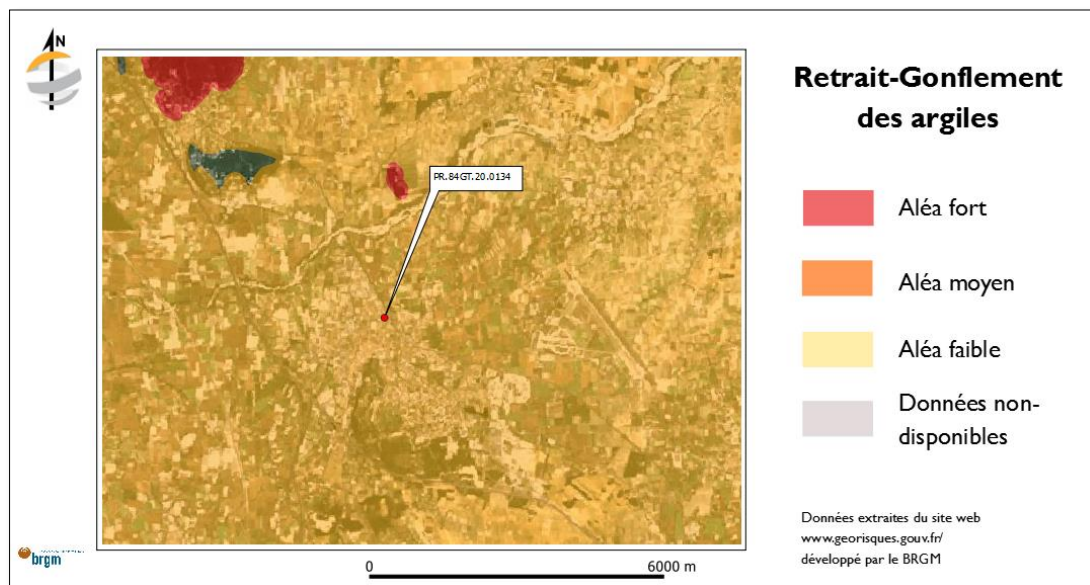 N
PR.84GT.20.0134
Retrait-Gonflement
des argiles
Aléa fort
Aléa moyen
Aléa faible
Données non-
disponibles
Données extraites du site web
www.georisques.gouv.fr/
développé par le BRGM
brgm
0
6000 m